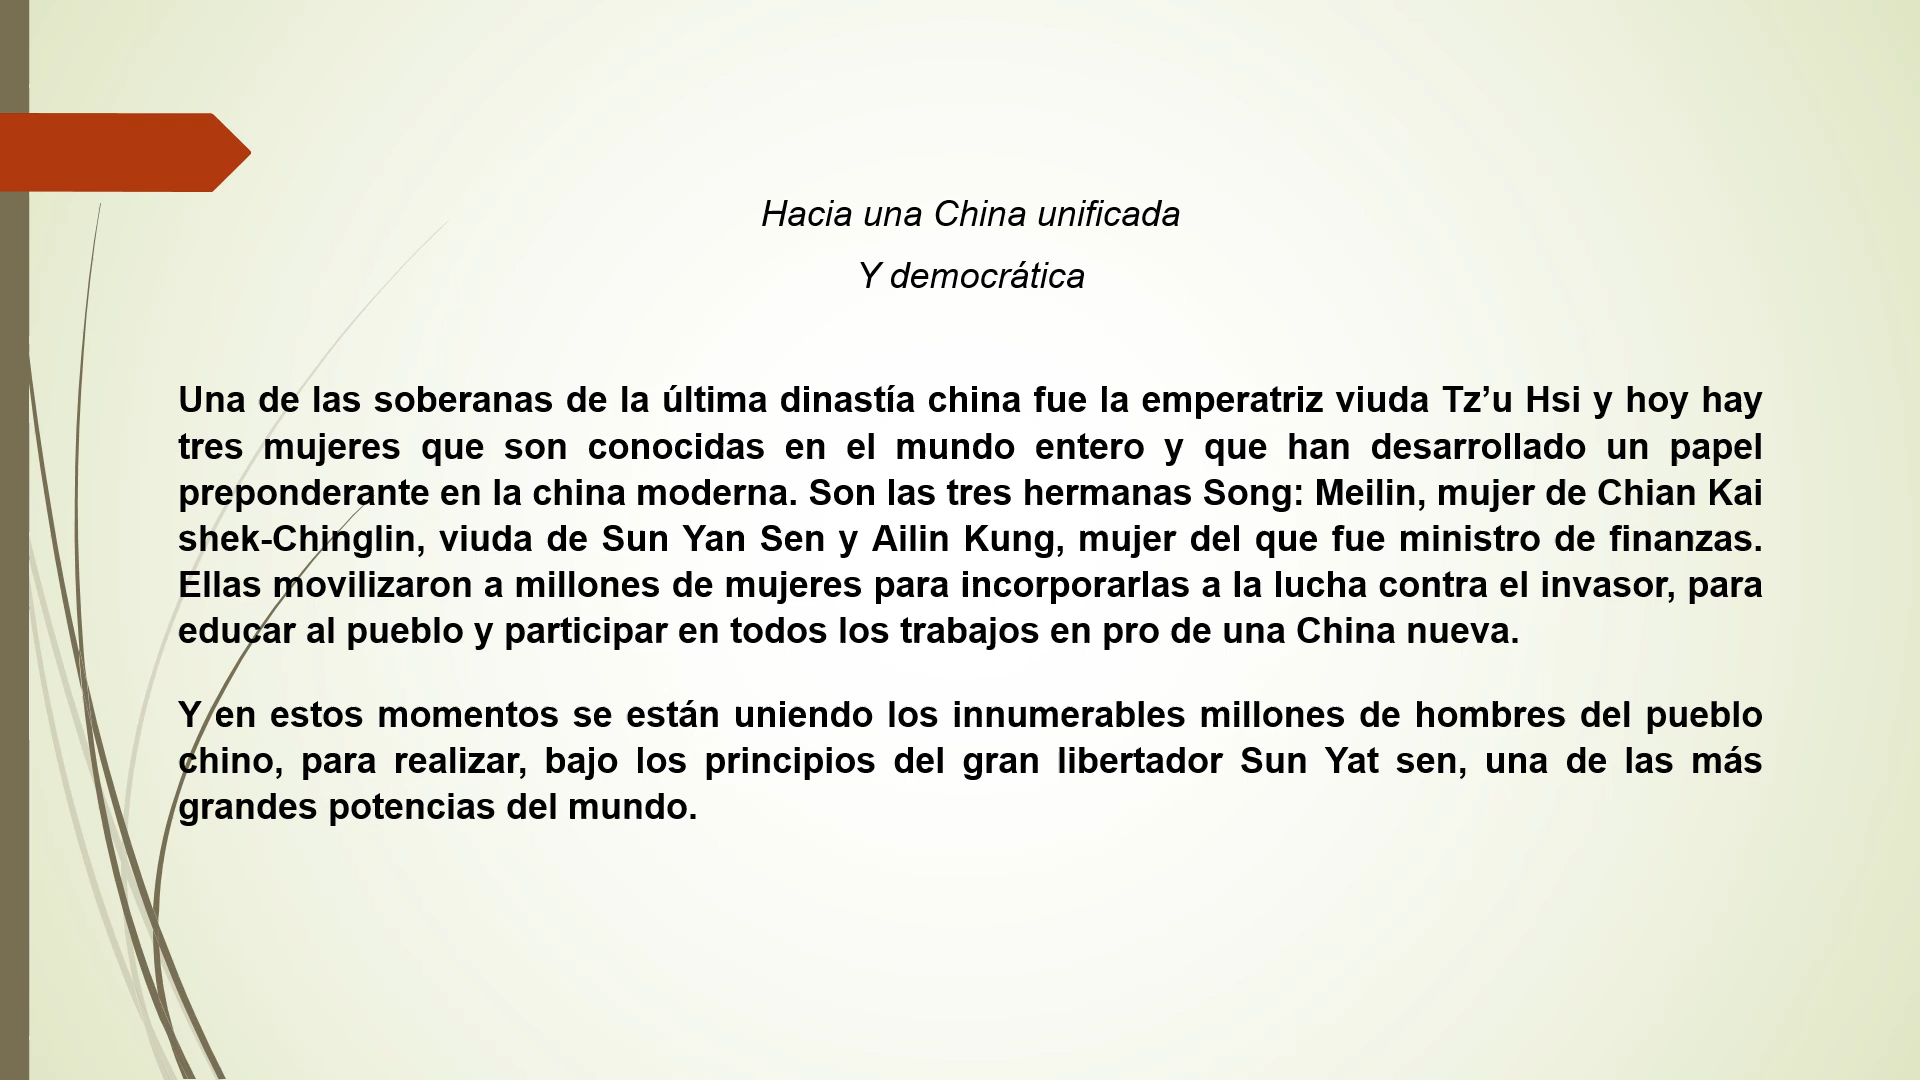 Hacia una China unificada
Y democrática
Una de las soberanas de la última dinastía china fue la emperatriz viuda Tz’u Hsi y hoy hay
tres mujeres que son conocidas en el mundo entero y que han desarrollado un papel
preponderante en la china moderna. Son las tres hermanas Song: Meilin, mujer de Chian Kai
shek-Chinglin, viuda de Sun Yan Sen y Ailin Kung, mujer del que fue ministro de finanzas.
Ellas movilizaron a millones de mujeres para incorporarlas a la lucha contra el invasor, para
educar al pueblo y participar en todos los trabajos en pro de una China nueva.
Y en estos momentos se están uniendo los innumerables millones de hombres del pueblo
chino, para realizar, bajo los principios del gran libertador Sun Yat sen, una de las más
grandes potencias del mundo.